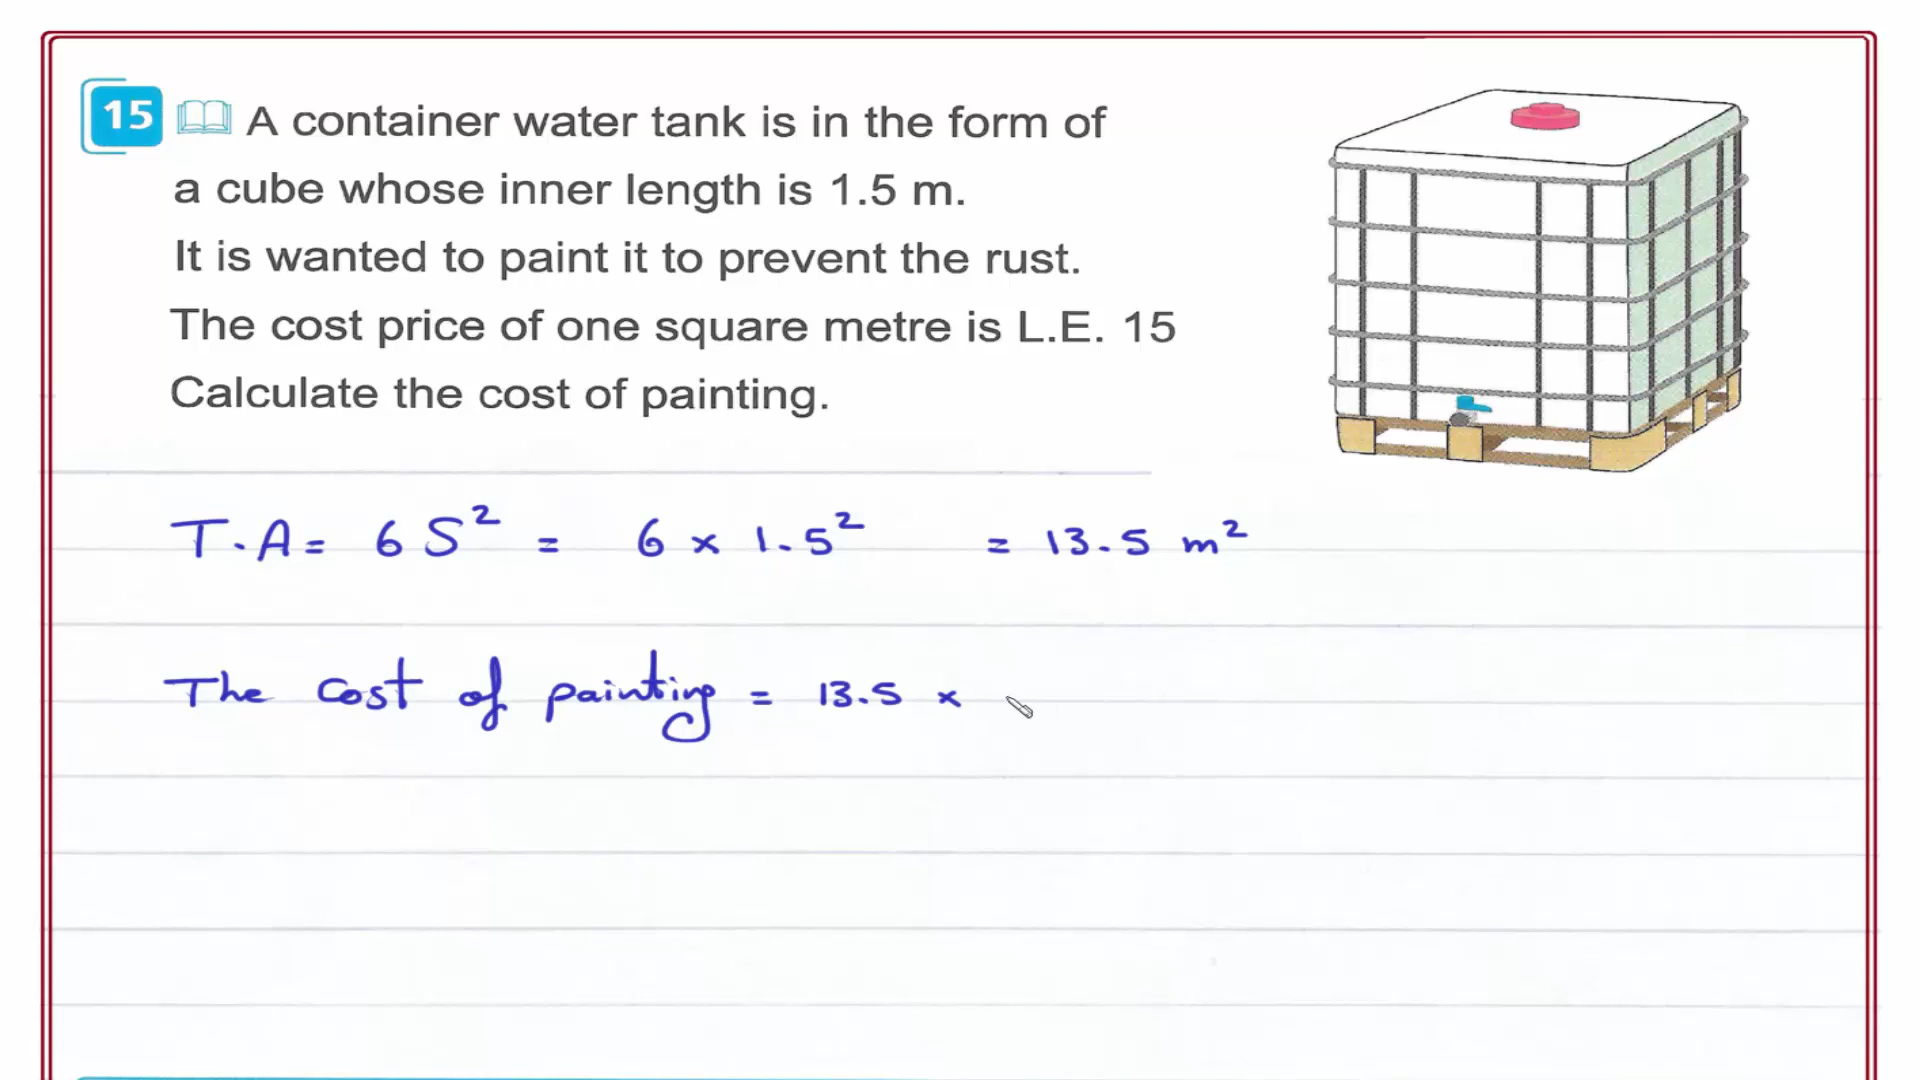 15 A container water tank is in the form of
a cube whose inner length is 1.5 m.
It is wanted to paint it to prevent the rust.
The cost price of one square metre is L.E. 15
Calculate the cost of painting.
T.A = 6 S² = 6 × 1.5² = 13.5 m²
The cost of painting = 13.5 ×